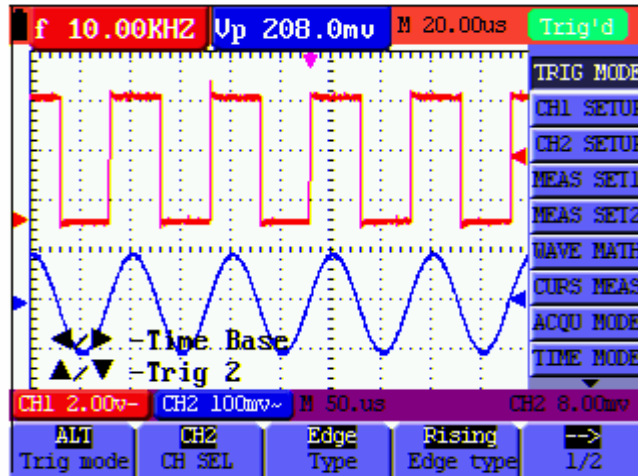 f 10.00KHZ Vp 208.0mv M 20.00us Trig'd
TRIG MODE
CH1 SETUP
CH2 SETUP
MEAS SET1
MEAS SET2
WAVE MATH
CURS MEAS
ACQU MODE
TIME MODE
◀/▶ -Time Base
▲/▼ -Trig 2
CH1 2.00v- CH2 100mv~ M 50.us CH2 8.00mv
ALT CH2 Edge Rising -->
Trig mode CH SEL Type Edge type 1/2